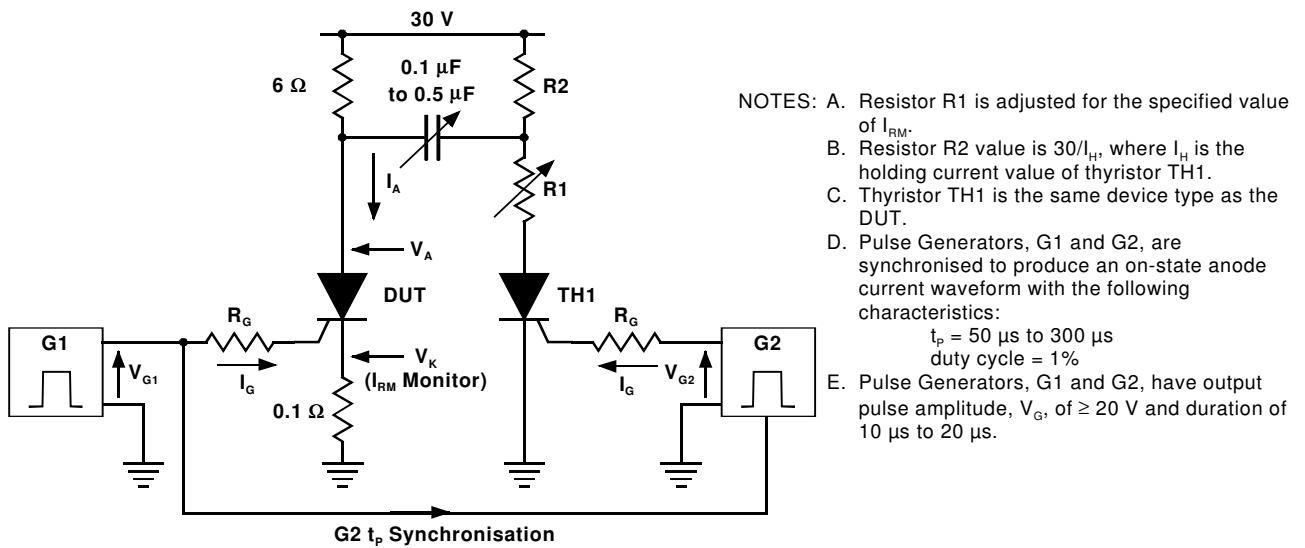 30 V
6 Ω
0.1 µF
to 0.5 µF
R2
I_A
R1
V_A
DUT
TH1
G1
V_G1
R_G
I_G
V_K
(I_RM Monitor)
0.1 Ω
R_G
I_G
V_G2
G2
G2 t_P Synchronisation
NOTES: A. Resistor R1 is adjusted for the specified value
of I_RM.
B. Resistor R2 value is 30/I_H, where I_H is the
holding current value of thyristor TH1.
C. Thyristor TH1 is the same device type as the
DUT.
D. Pulse Generators, G1 and G2, are
synchronised to produce an on-state anode
current waveform with the following
characteristics:
t_P = 50 µs to 300 µs
duty cycle = 1%
E. Pulse Generators, G1 and G2, have output
pulse amplitude, V_G, of ≥ 20 V and duration of
10 µs to 20 µs.